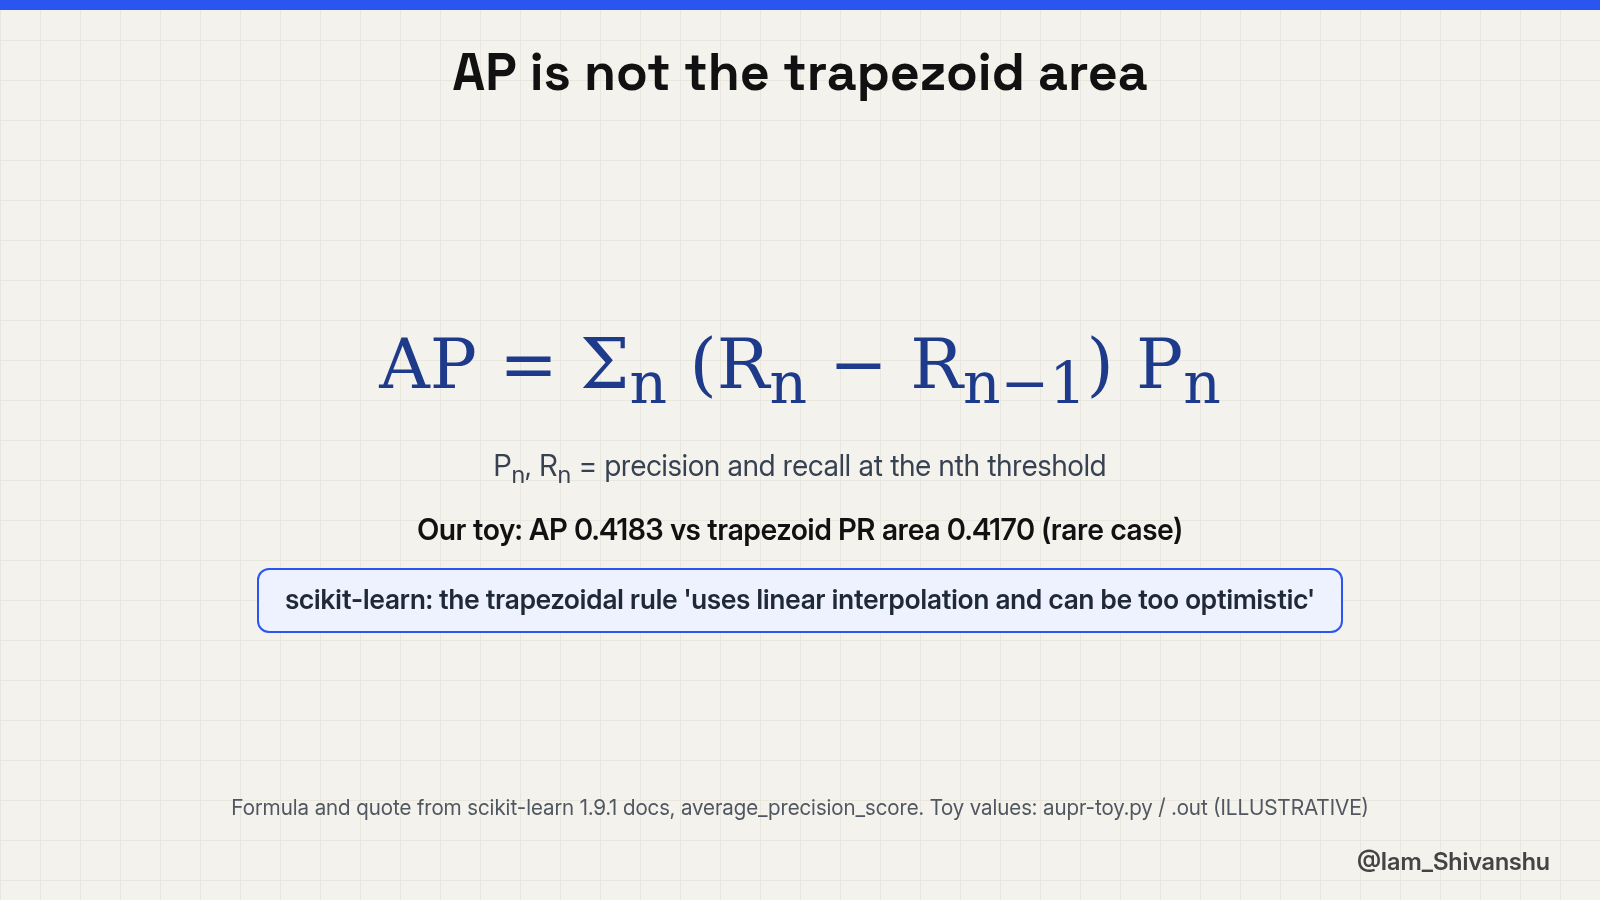 AP is not the trapezoid area
AP = Σₙ (Rₙ − Rₙ₋₁) Pₙ
Pₙ, Rₙ = precision and recall at the nth threshold
Our toy: AP 0.4183 vs trapezoid PR area 0.4170 (rare case)
scikit-learn: the trapezoidal rule 'uses linear interpolation and can be too optimistic'
Formula and quote from scikit-learn 1.9.1 docs, average_precision_score. Toy values: aupr-toy.py / .out (ILLUSTRATIVE)
@Iam_Shivanshu